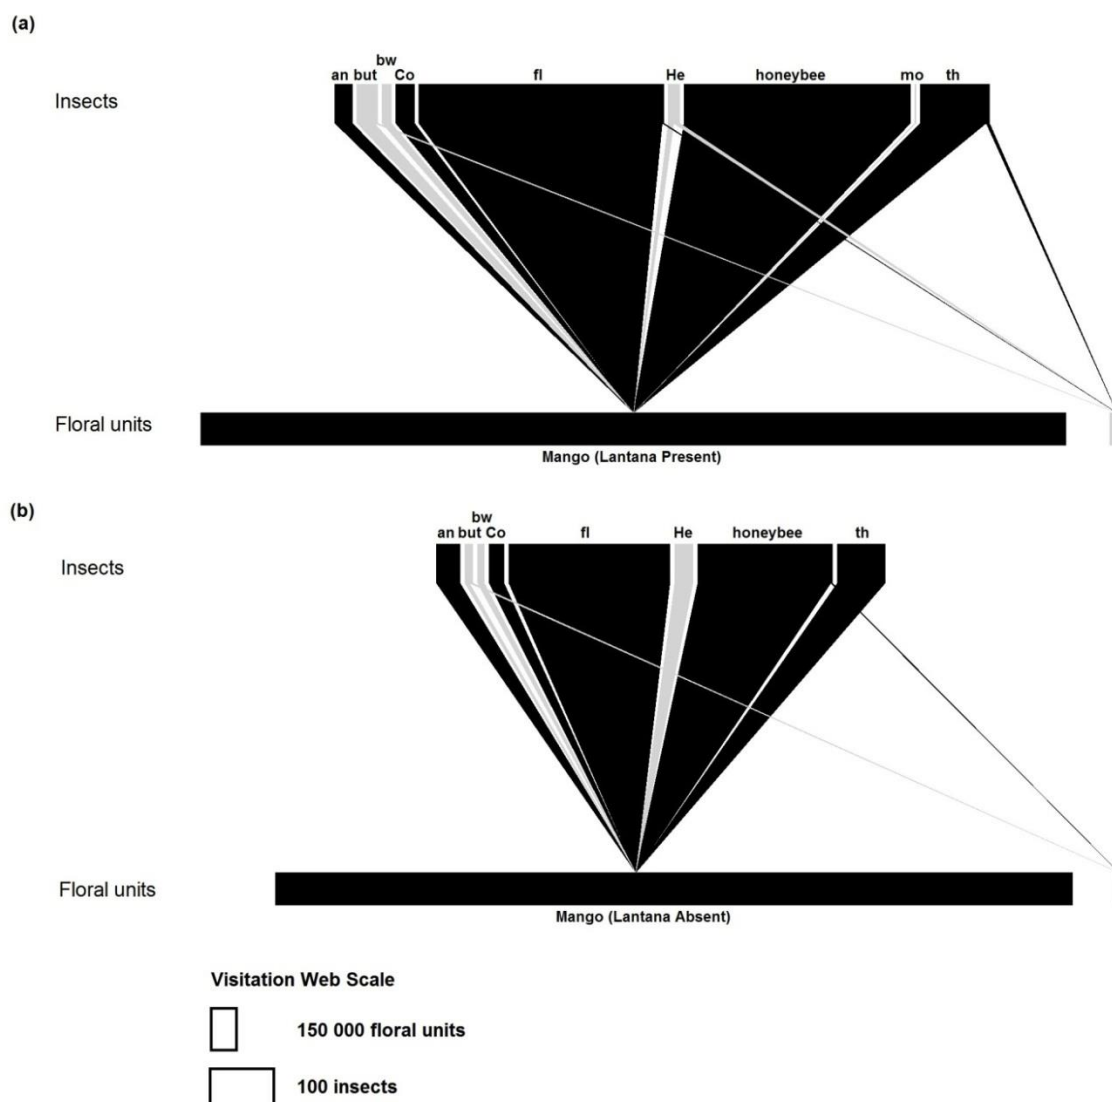 (a)
bw
an but Co fl He honeybee mo th
Insects
Floral units
Mango (Lantana Present)
(b)
bw
an but Co fl He honeybee th
Insects
Floral units
Mango (Lantana Absent)
Visitation Web Scale
150 000 floral units
100 insects